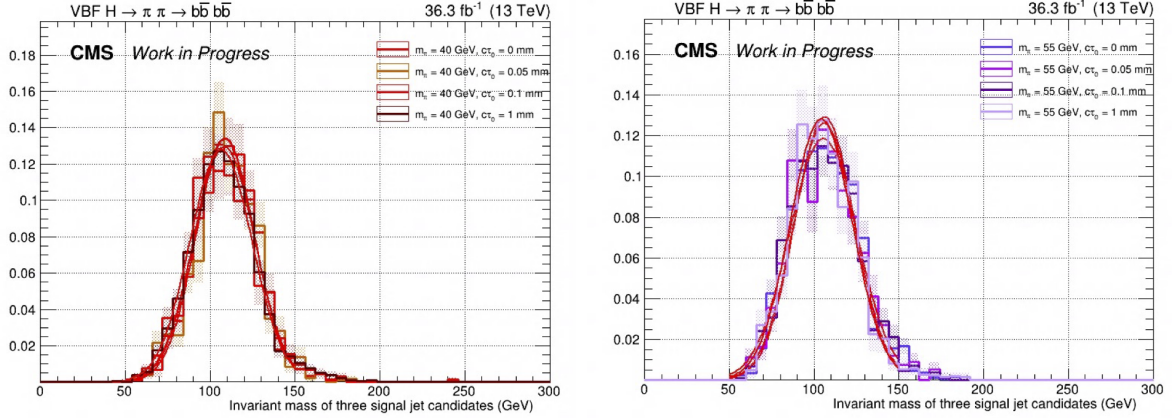 VBF H → π π → bb̅ bb̅ 36.3 fb⁻¹ (13 TeV)
CMS Work in Progress
m_π = 40 GeV, cτ₀ = 0 mm
m_π = 40 GeV, cτ₀ = 0.05 mm
m_π = 40 GeV, cτ₀ = 0.1 mm
m_π = 40 GeV, cτ₀ = 1 mm
0.18
0.16
0.14
0.12
0.1
0.08
0.06
0.04
0.02
0 50 100 150 200 250 300
Invariant mass of three signal jet candidates (GeV)
VBF H → π π → bb̅ bb̅ 36.3 fb⁻¹ (13 TeV)
CMS Work in Progress
m_π = 55 GeV, cτ₀ = 0 mm
m_π = 55 GeV, cτ₀ = 0.05 mm
m_π = 55 GeV, cτ₀ = 0.1 mm
m_π = 55 GeV, cτ₀ = 1 mm
0.16
0.14
0.12
0.1
0.08
0.06
0.04
0.02
0 50 100 150 200 250 300
Invariant mass of three signal jet candidates (GeV)